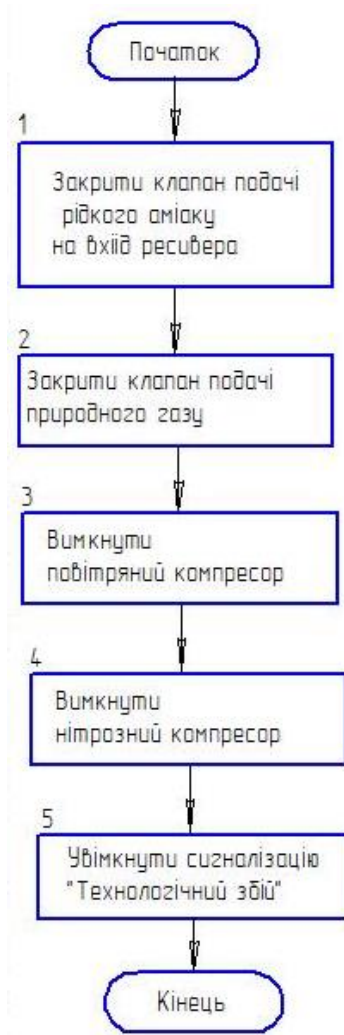 Початок
1
Закрити клапан подачі
рідкого аміаку
на вхіїд ресивера
2
Закрити клапан подачі
природного газу
3
Вимкнути
повітряний компресор
4
Вимкнути
нітрозний компресор
5
Увімкнути сигналізацію
"Технологічний збій"
Кінець